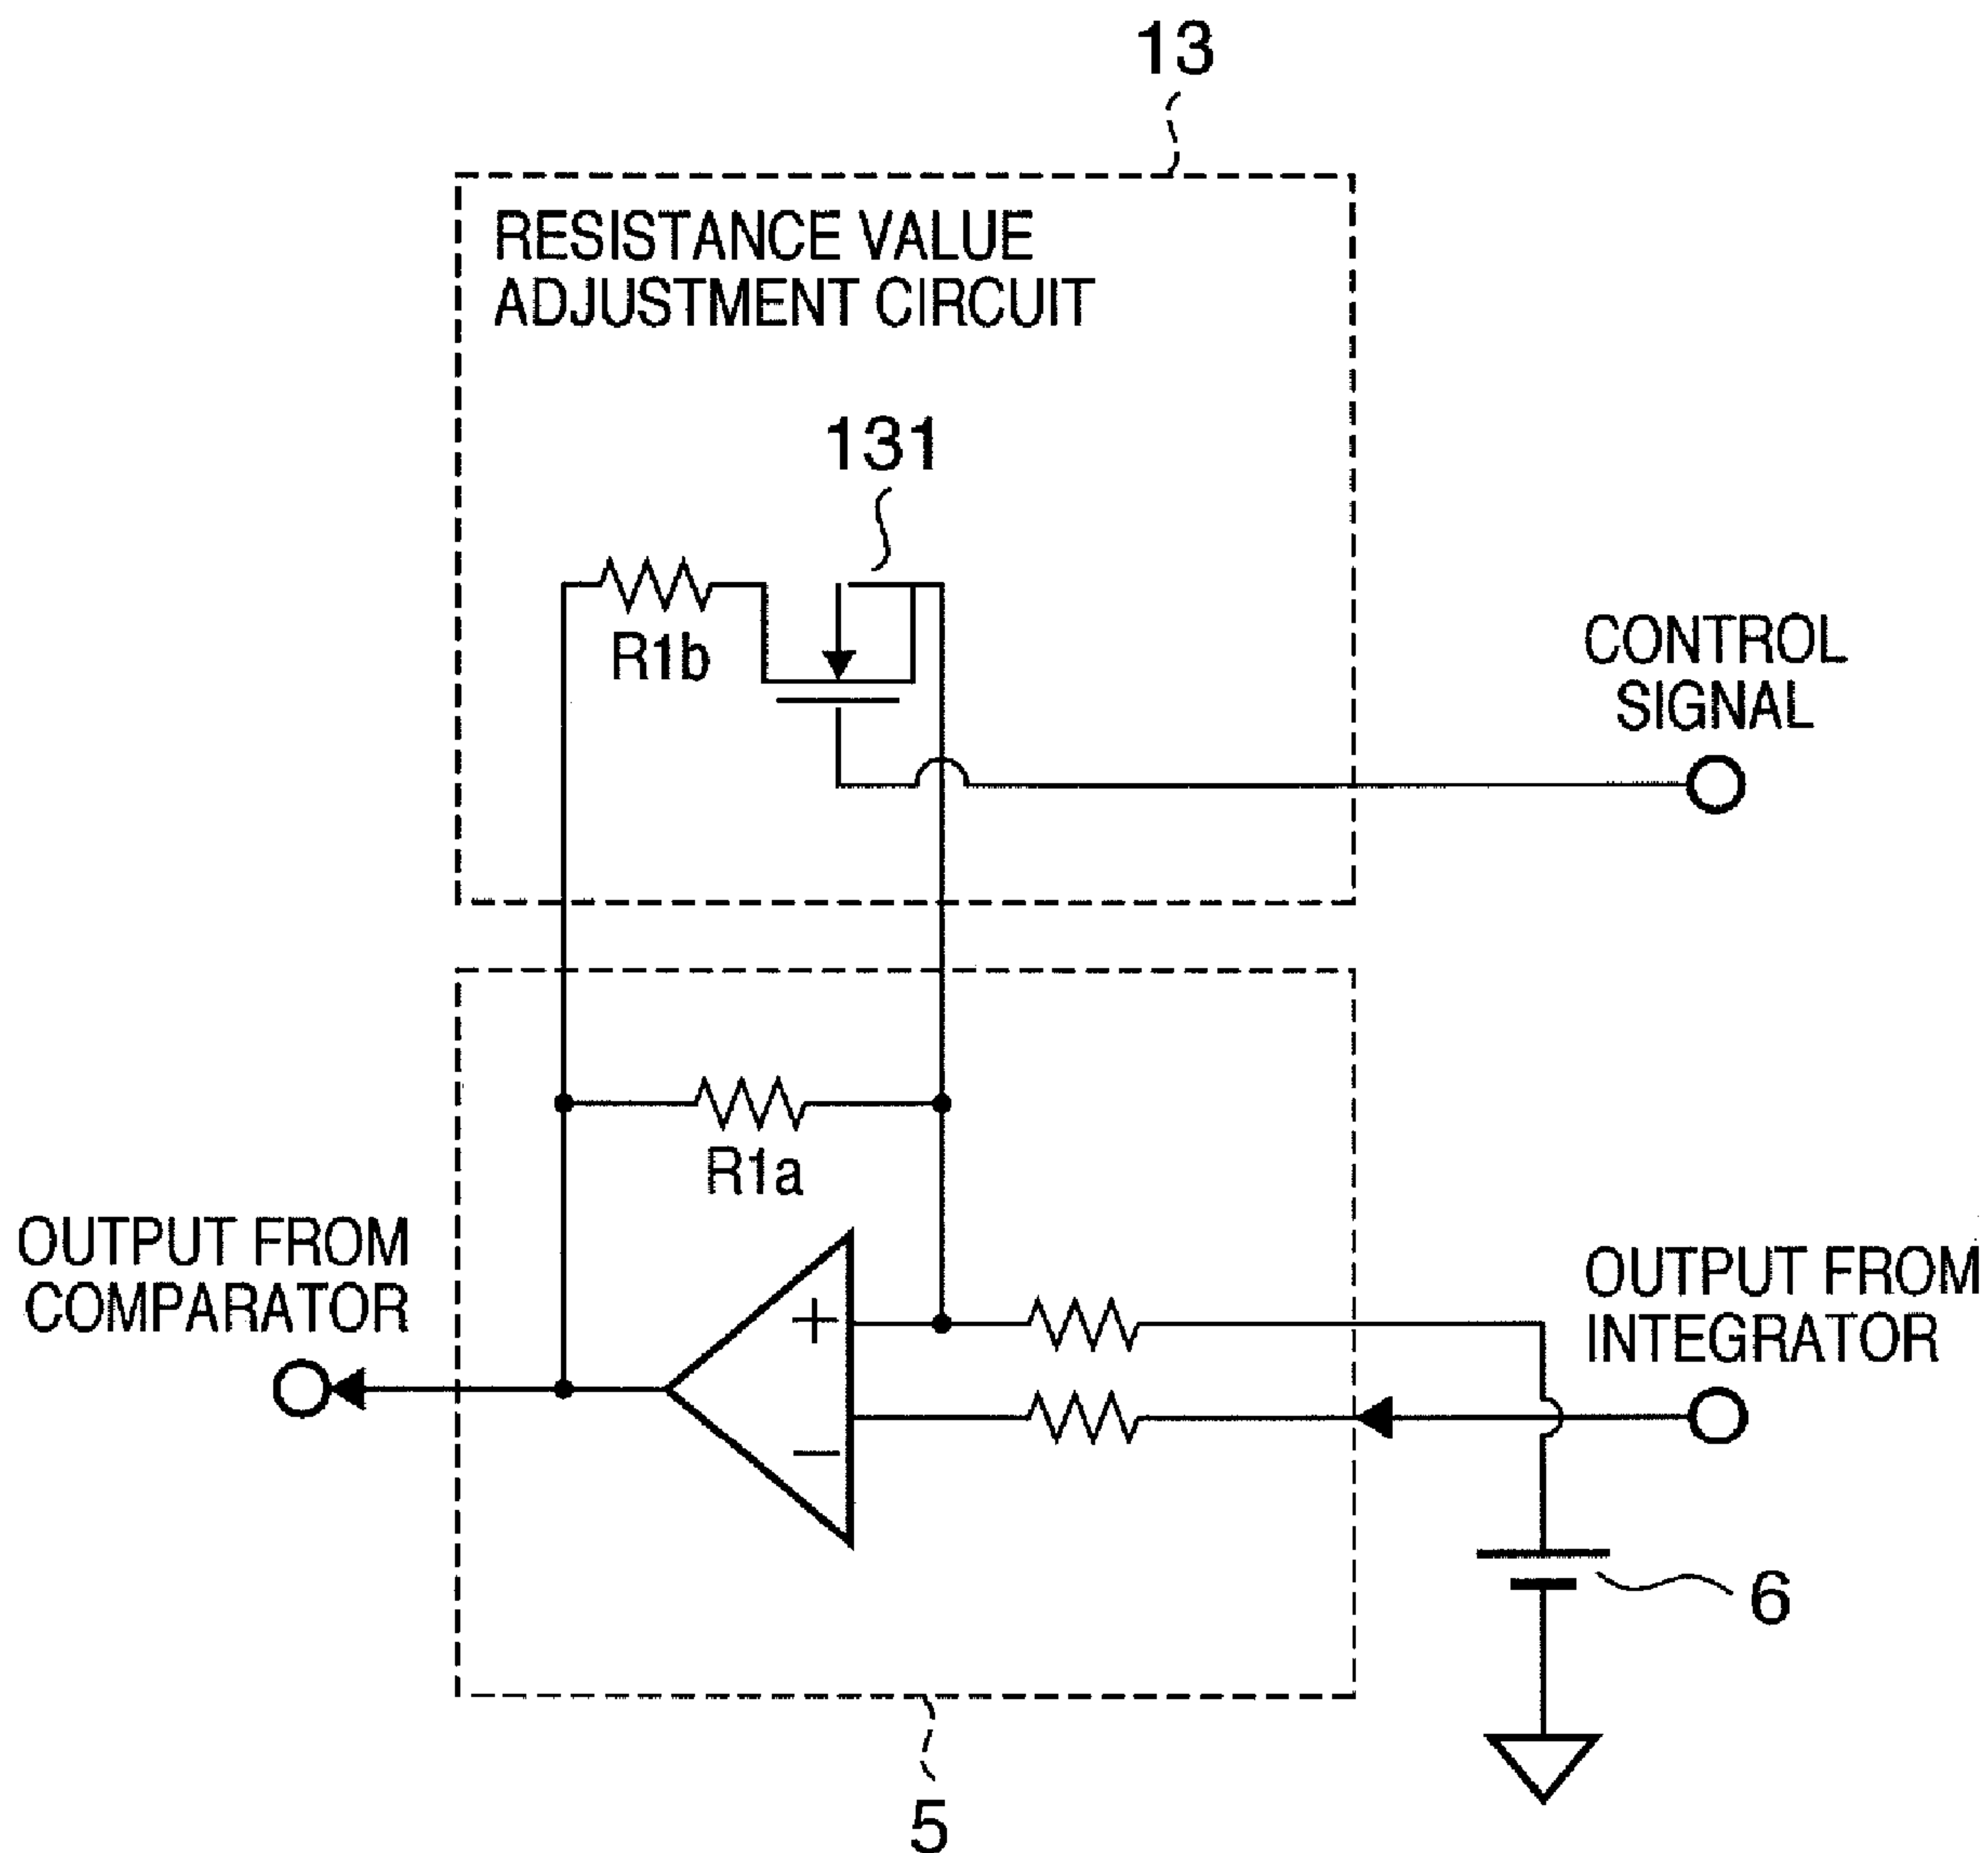 13
RESISTANCE VALUE
ADJUSTMENT CIRCUIT
131
R1b
CONTROL
SIGNAL
R1a
OUTPUT FROM
COMPARATOR
+
−
OUTPUT FROM
INTEGRATOR
6
5